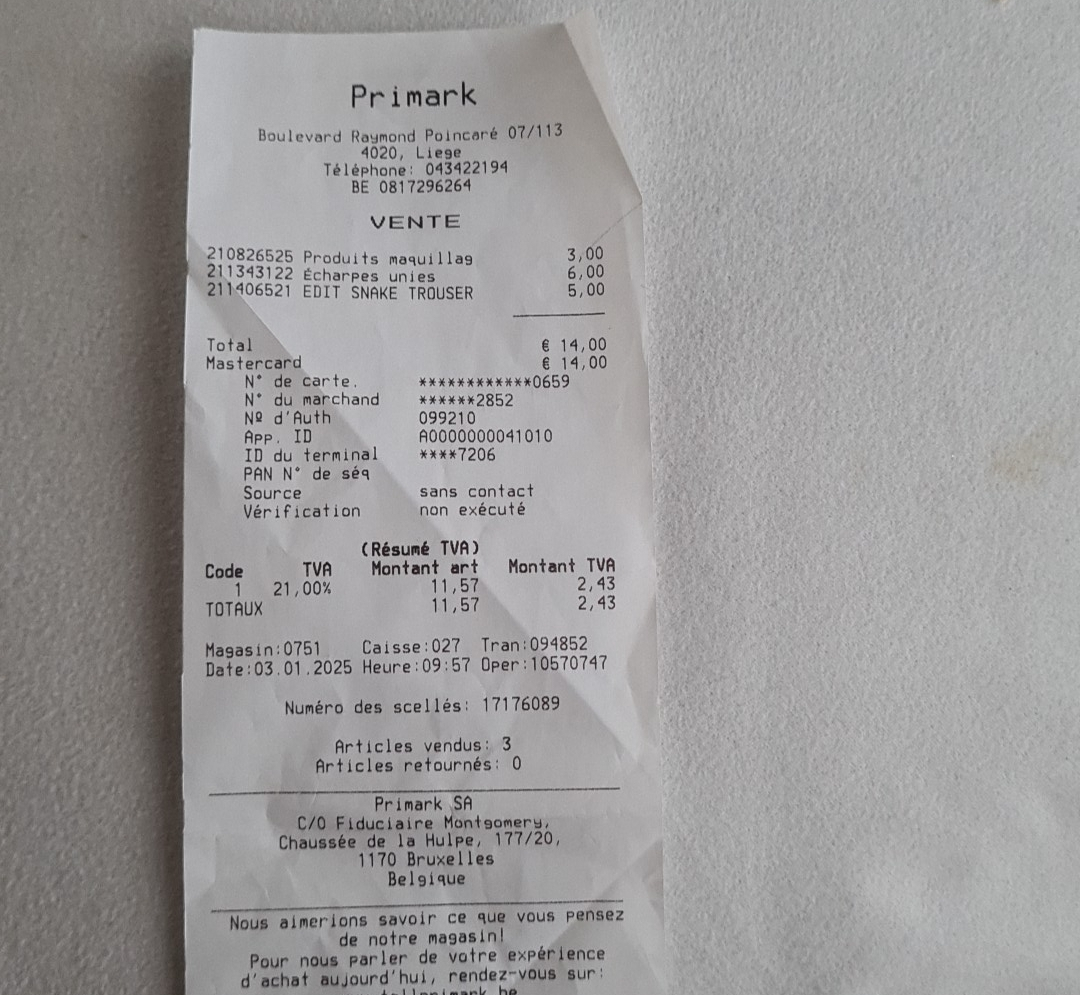 Primark
Boulevard Raymond Poincaré 07/113
4020, Liege
Téléphone: 043422194
BE 0817296264
VENTE
210826525 Produits maquillag 3,00
211343122 Écharpes unies 6,00
211406521 EDIT SNAKE TROUSER 5,00
Total € 14,00
Mastercard € 14,00
N° de carte. ************0659
N° du marchand ******2852
Nº d'Auth 099210
App. ID A0000000041010
ID du terminal ****7206
PAN N° de séq
Source sans contact
Vérification non exécuté
(Résumé TVA)
Code TVA Montant art Montant TVA
1 21,00% 11,57 2,43
TOTAUX 11,57 2,43
Magasin:0751 Caisse:027 Tran:094852
Date:03.01.2025 Heure:09:57 Oper:10570747
Numéro des scellés: 17176089
Articles vendus: 3
Articles retournés: 0
Primark SA
C/O Fiduciaire Montgomery,
Chaussée de la Hulpe, 177/20,
1170 Bruxelles
Belgique
Nous aimerions savoir ce que vous pensez
de notre magasin!
Pour nous parler de votre expérience
d'achat aujourd'hui, rendez-vous sur: